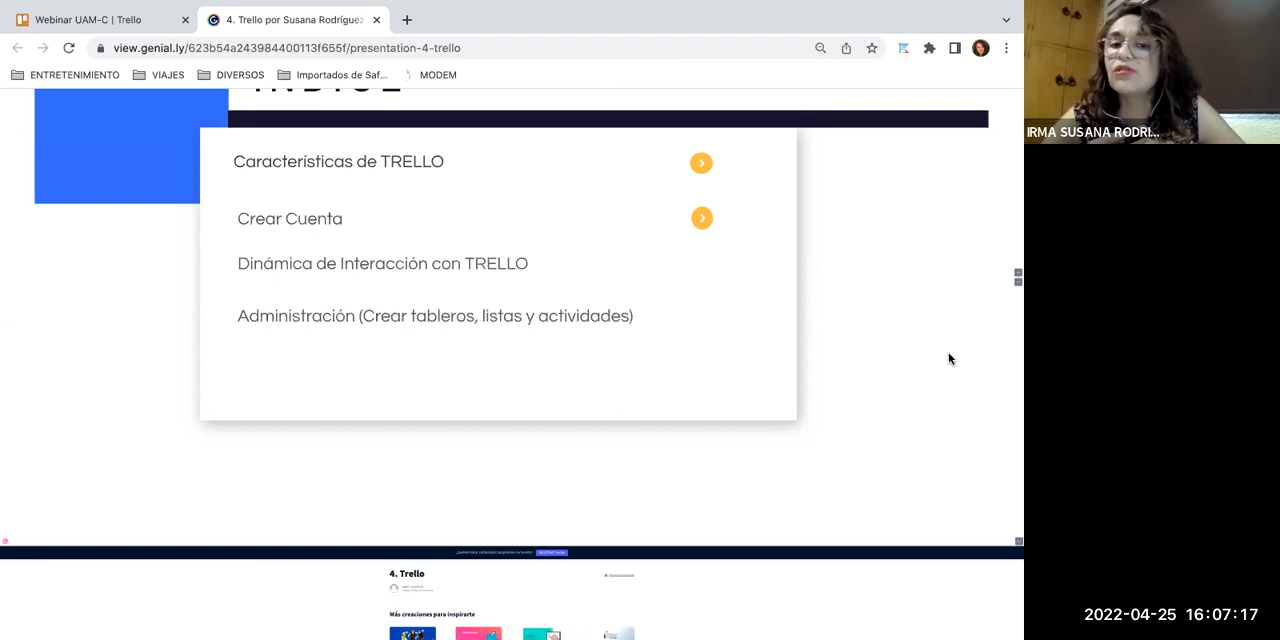 Webinar UAM-C | Trello
4. Trello por Susana Rodríguez
view.genial.ly/623b54a243984400113f655f/presentation-4-trello
ENTRETENIMIENTO
VIAJES
DIVERSOS
Importados de Saf...
MODEM
ÍNDICE
IRMA SUSANA RODRI...
Características de TRELLO
Crear Cuenta
Dinámica de Interacción con TRELLO
Administración (Crear tableros, listas y actividades)
4. Trello
Más creaciones para inspirarte
2022-04-25 16:07:17